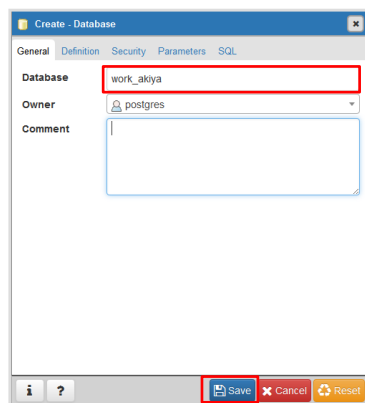 Create - Database
General Definition Security Parameters SQL
Database work_akiya
Owner postgres
Comment
i ? Save Cancel Reset